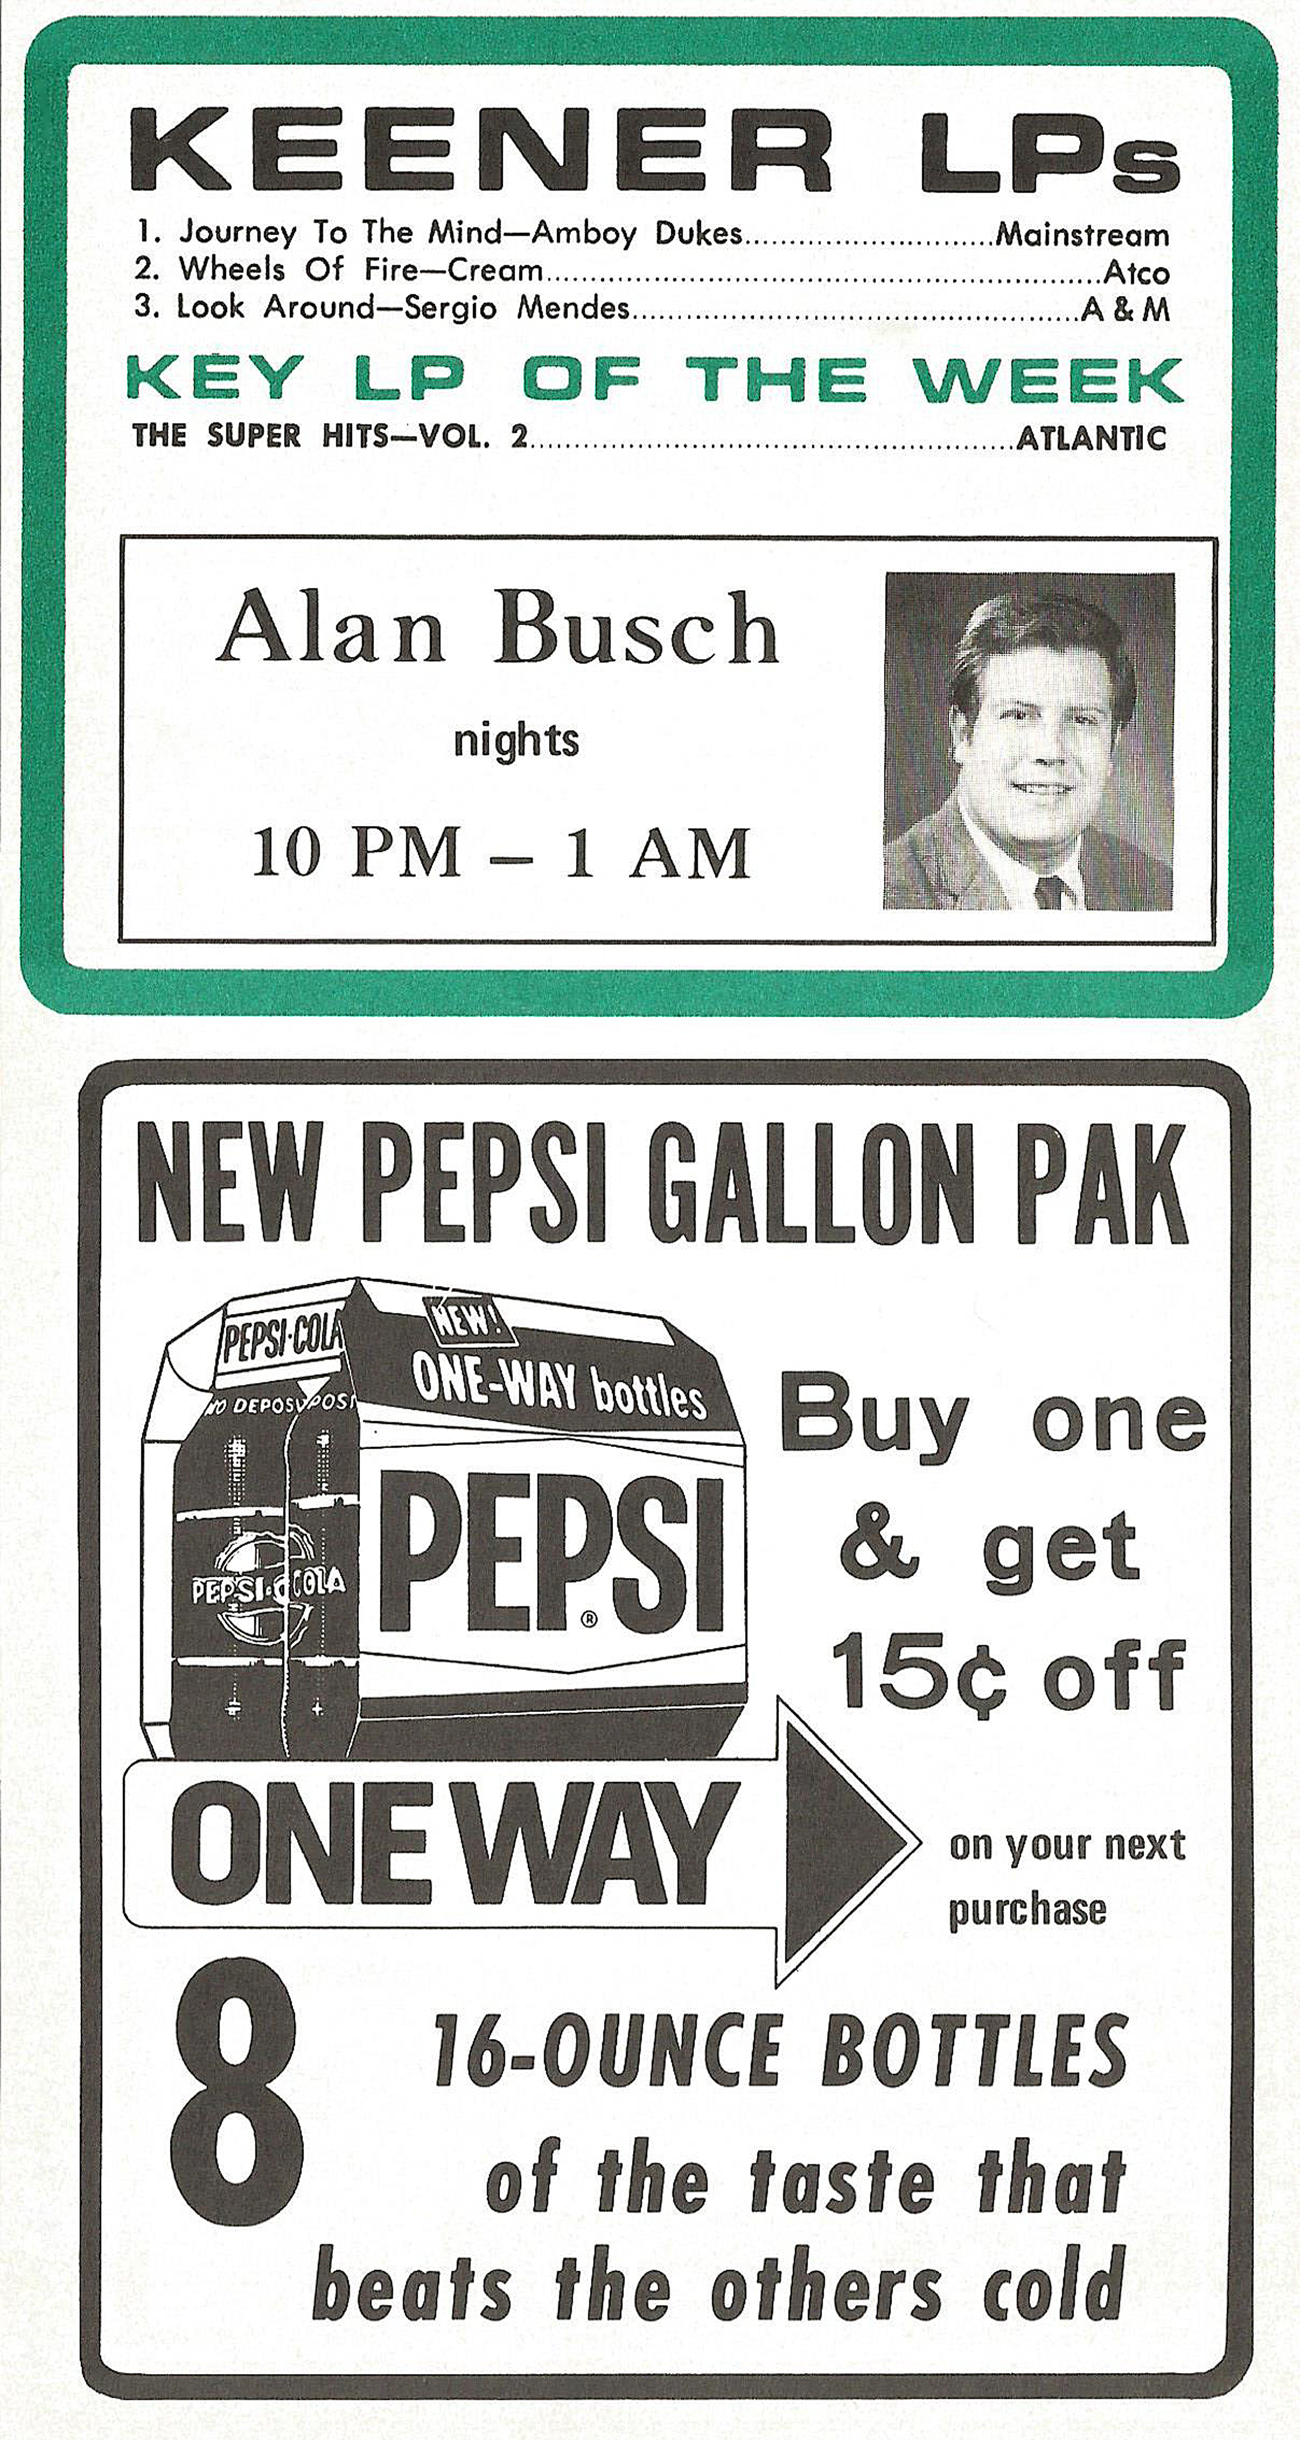 KEENER LPs
1. Journey To The Mind—Amboy Dukes...........................Mainstream
2. Wheels Of Fire—Cream.............................................................Atco
3. Look Around—Sergio Mendes.................................................A & M
KEY LP OF THE WEEK
THE SUPER HITS—VOL. 2.....................................................ATLANTIC
Alan Busch
nights
10 PM – 1 AM
NEW PEPSI GALLON PAK
PEPSI-COLA
NEW!
ONE-WAY bottles
NO DEPOSIT
PEPSI®
PEPSI-COLA
Buy one
& get
15¢ off
ONE WAY
on your next
purchase
8
16-OUNCE BOTTLES
of the taste that
beats the others cold